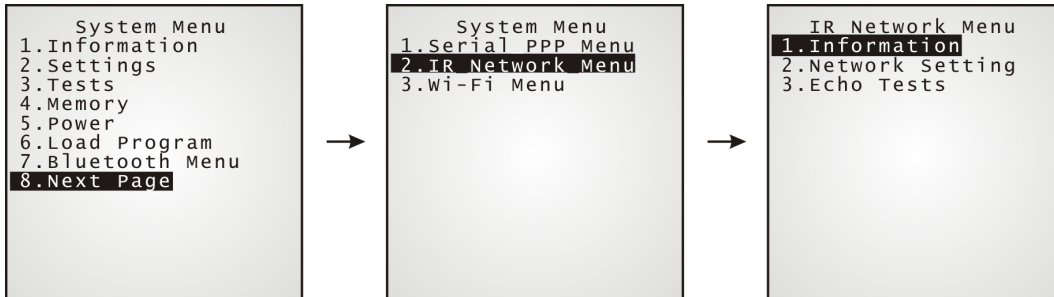 System Menu
1.Information
2.Settings
3.Tests
4.Memory
5.Power
6.Load Program
7.Bluetooth Menu
8.Next Page
System Menu
1.Serial PPP Menu
2.IR Network Menu
3.Wi-Fi Menu
IR Network Menu
1.Information
2.Network Setting
3.Echo Tests